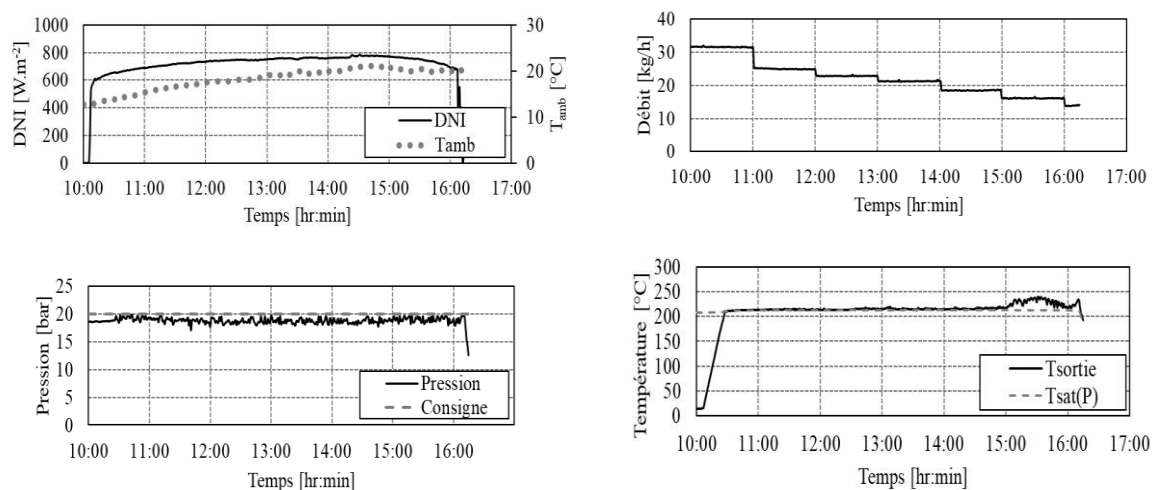 DNI [W.m-2]
1000
800
600
400
200
0
30
20
10
0
Tamb [°C]
DNI
Tamb
10:00 11:00 12:00 13:00 14:00 15:00 16:00 17:00
Temps [hr:min]
Débit [kg/h]
40
30
20
10
0
10:00 11:00 12:00 13:00 14:00 15:00 16:00 17:00
Temps [hr:min]
Pression [bar]
25
20
15
10
5
0
Pression
Consigne
10:00 11:00 12:00 13:00 14:00 15:00 16:00
Temps [hr:min]
Température [°C]
300
250
200
150
100
50
0
Tsortie
Tsat(P)
10:00 11:00 12:00 13:00 14:00 15:00 16:00 17:00
Temps [hr:min]